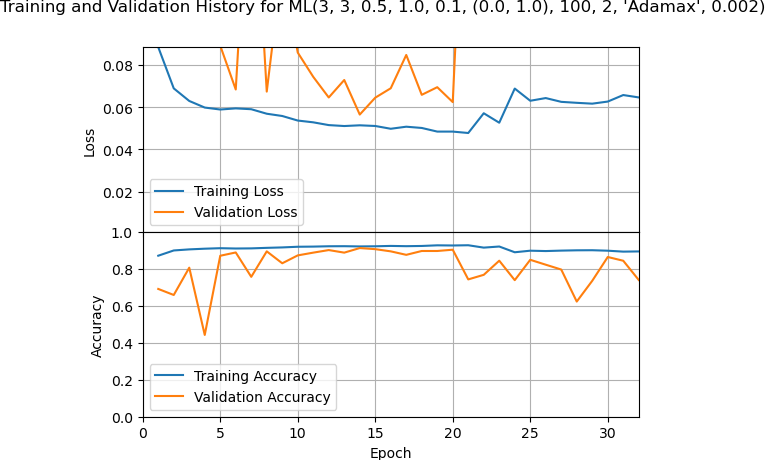 Training and Validation History for ML(3, 3, 0.5, 1.0, 0.1, (0.0, 1.0), 100, 2, 'Adamax', 0.002)
0.08
0.06
0.04
0.02
Loss
Training Loss
Validation Loss
1.0
0.8
0.6
0.4
0.2
0.0
Accuracy
Training Accuracy
Validation Accuracy
0 5 10 15 20 25 30
Epoch